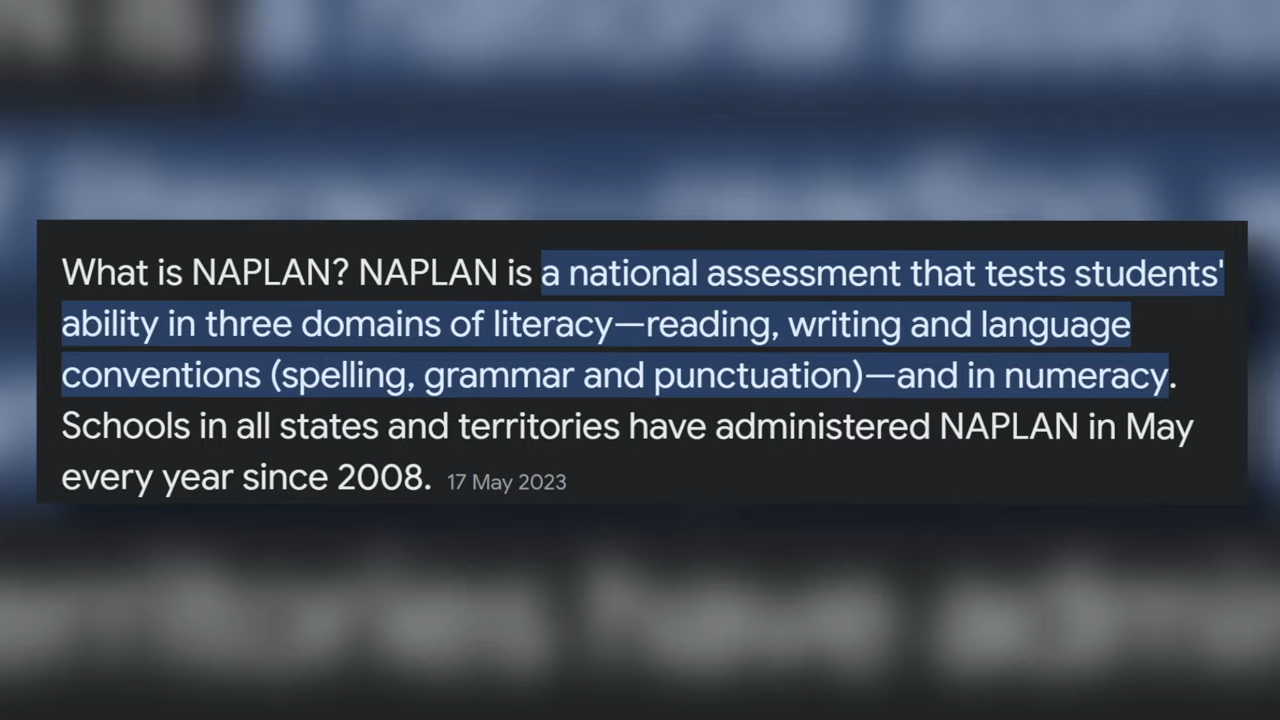 What is NAPLAN? NAPLAN is a national assessment that tests students'
ability in three domains of literacy—reading, writing and language
conventions (spelling, grammar and punctuation)—and in numeracy.
Schools in all states and territories have administered NAPLAN in May
every year since 2008. 17 May 2023